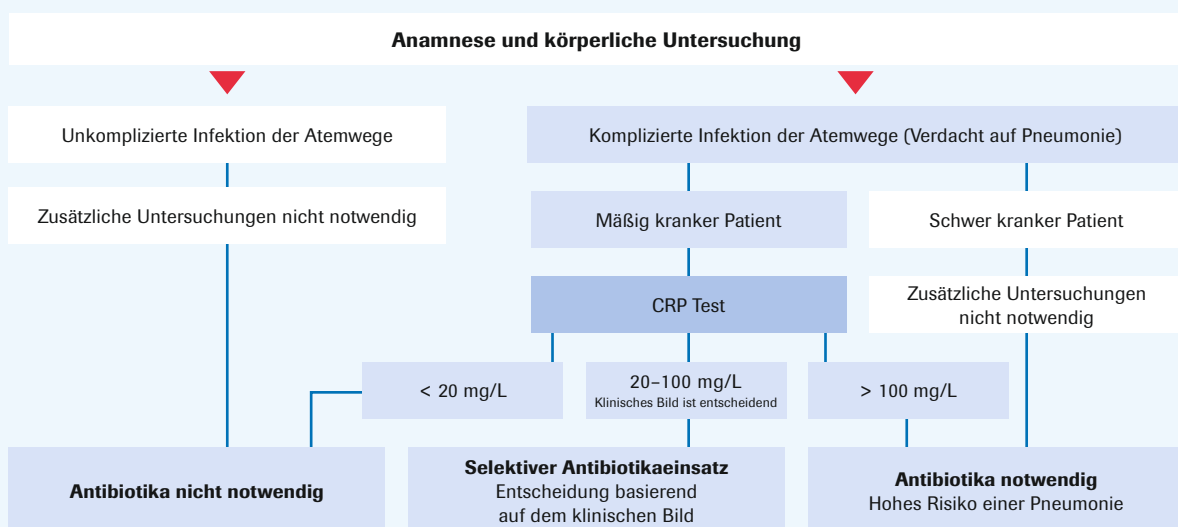 Anamnese und körperliche Untersuchung
Unkomplizierte Infektion der Atemwege
Komplizierte Infektion der Atemwege (Verdacht auf Pneumonie)
Zusätzliche Untersuchungen nicht notwendig
Mäßig kranker Patient
Schwer kranker Patient
CRP Test
Zusätzliche Untersuchungen
nicht notwendig
< 20 mg/L
20–100 mg/L
Klinisches Bild ist entscheidend
> 100 mg/L
Antibiotika nicht notwendig
Selektiver Antibiotikaeinsatz
Entscheidung basierend
auf dem klinischen Bild
Antibiotika notwendig
Hohes Risiko einer Pneumonie